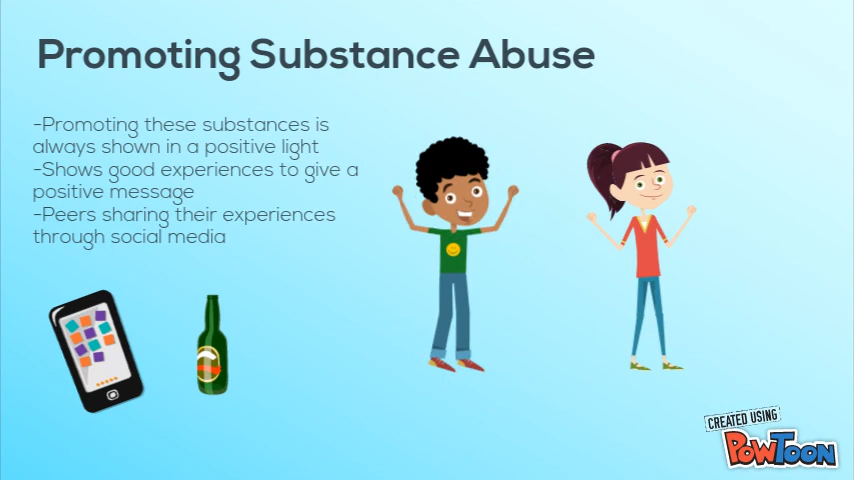 Promoting Substance Abuse
-Promoting these substances is
always shown in a positive light
-Shows good experiences to give a
positive message
-Peers sharing their experiences
through social media
CREATED USING
POWTOON